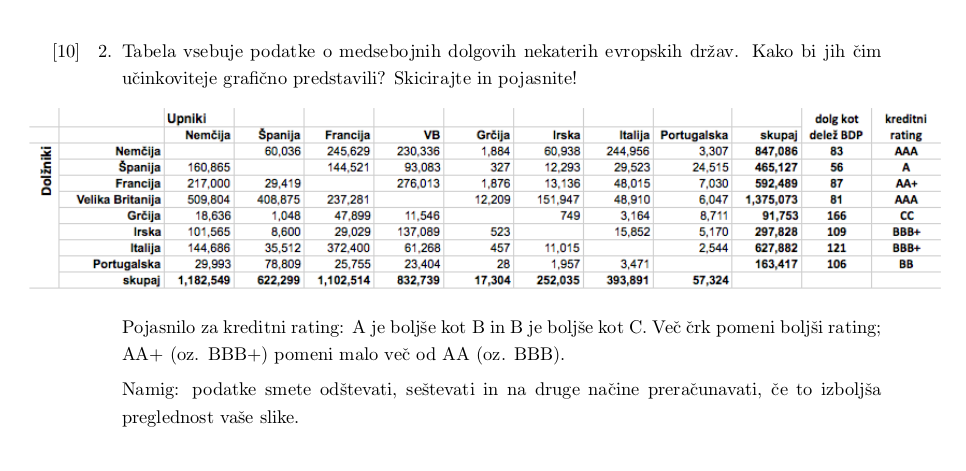 [10] 2. Tabela vsebuje podatke o medsebojnih dolgovih nekaterih evropskih držav. Kako bi jih čim
učinkoviteje grafično predstavili? Skicirajte in pojasnite!
Upniki dolg kot kreditni
Nemčija Španija Francija VB Grčija Irska Italija Portugalska skupaj delež BDP rating
Dolžniki
Nemčija 60,036 245,629 230,336 1,884 60,938 244,956 3,307 847,086 83 AAA
Španija 160,865 144,521 93,083 327 12,293 29,523 24,515 465,127 56 A
Francija 217,000 29,419 276,013 1,876 13,136 48,015 7,030 592,489 87 AA+
Velika Britanija 509,804 408,875 237,281 12,209 151,947 48,910 6,047 1,375,073 81 AAA
Grčija 18,636 1,048 47,899 11,546 749 3,164 8,711 91,753 166 CC
Irska 101,565 8,600 29,029 137,089 523 15,852 5,170 297,828 109 BBB+
Italija 144,686 35,512 372,400 61,268 457 11,015 2,544 627,882 121 BBB+
Portugalska 29,993 78,809 25,755 23,404 28 1,957 3,471 163,417 106 BB
skupaj 1,182,549 622,299 1,102,514 832,739 17,304 252,035 393,891 57,324
Pojasnilo za kreditni rating: A je boljše kot B in B je boljše kot C. Več črk pomeni boljši rating;
AA+ (oz. BBB+) pomeni malo več od AA (oz. BBB).
Namig: podatke smete odštevati, seštevati in na druge načine preračunavati, če to izboljša
preglednost vaše slike.